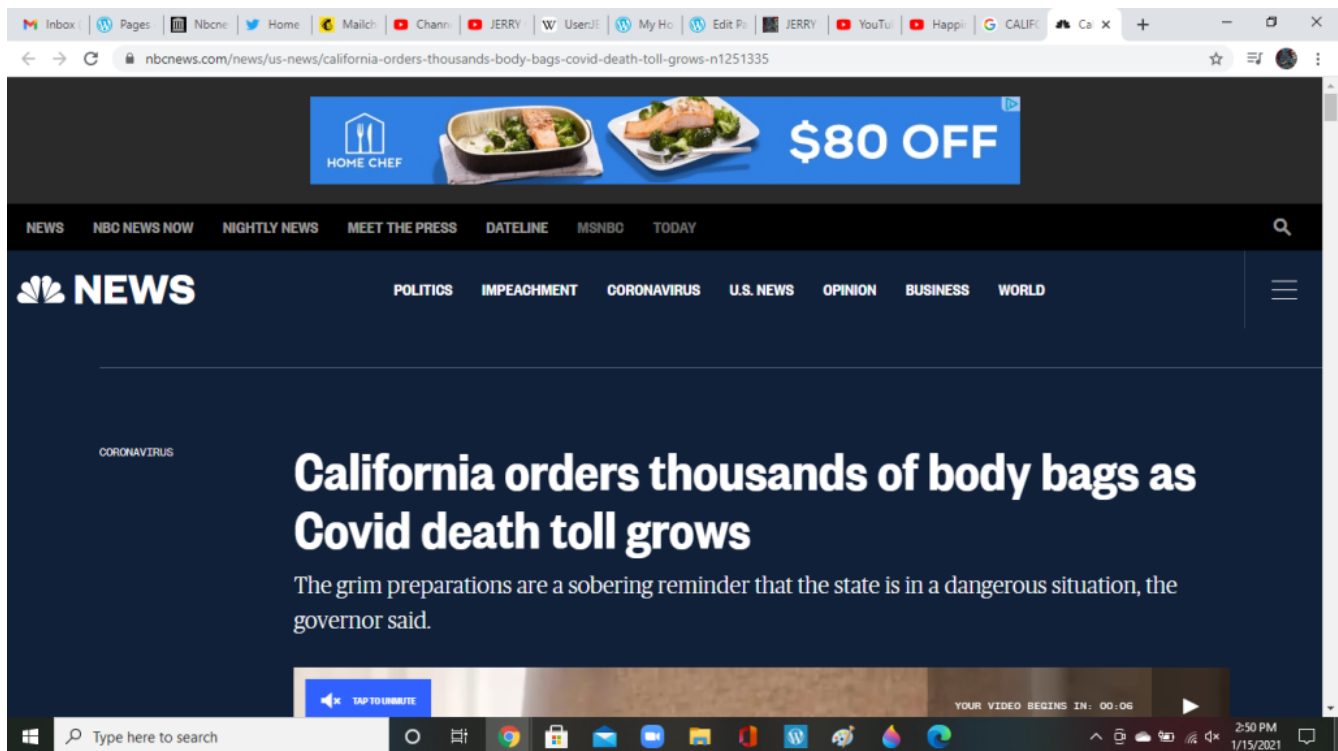 Inbox Pages Nbcne Home Mailch Chann JERRY UserJE My Ho Edit Pa JERRY YouTu Happi CALIFO Ca
nbcnews.com/news/us-news/california-orders-thousands-body-bags-covid-death-toll-grows-n1251335
HOME CHEF
$80 OFF
NEWS NBC NEWS NOW NIGHTLY NEWS MEET THE PRESS DATELINE MSNBC TODAY
NEWS POLITICS IMPEACHMENT CORONAVIRUS U.S. NEWS OPINION BUSINESS WORLD
CORONAVIRUS
California orders thousands of body bags as
Covid death toll grows
The grim preparations are a sobering reminder that the state is in a dangerous situation, the
governor said.
TAP TO UNMUTE YOUR VIDEO BEGINS IN: 00:06
Type here to search 2:50 PM
1/15/2021